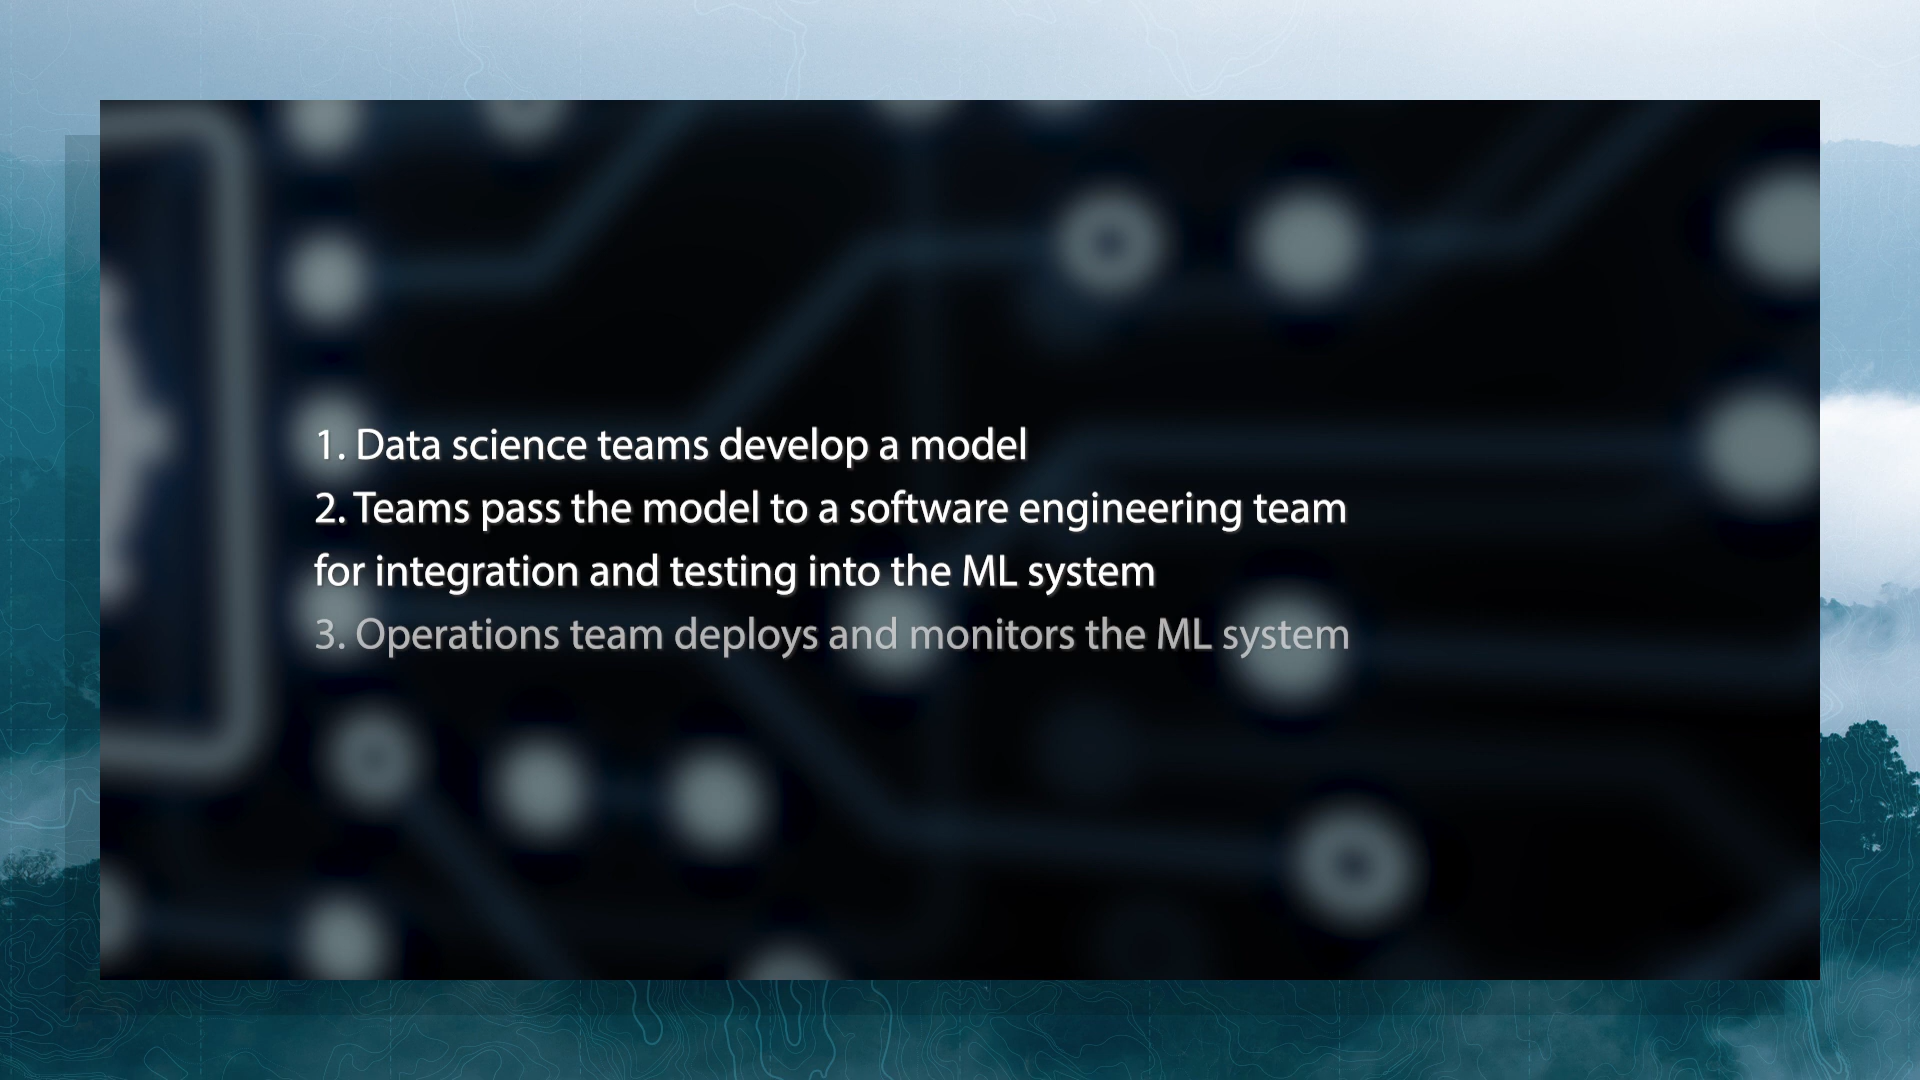 1. Data science teams develop a model
2. Teams pass the model to a software engineering team
for integration and testing into the ML system
3. Operations team deploys and monitors the ML system